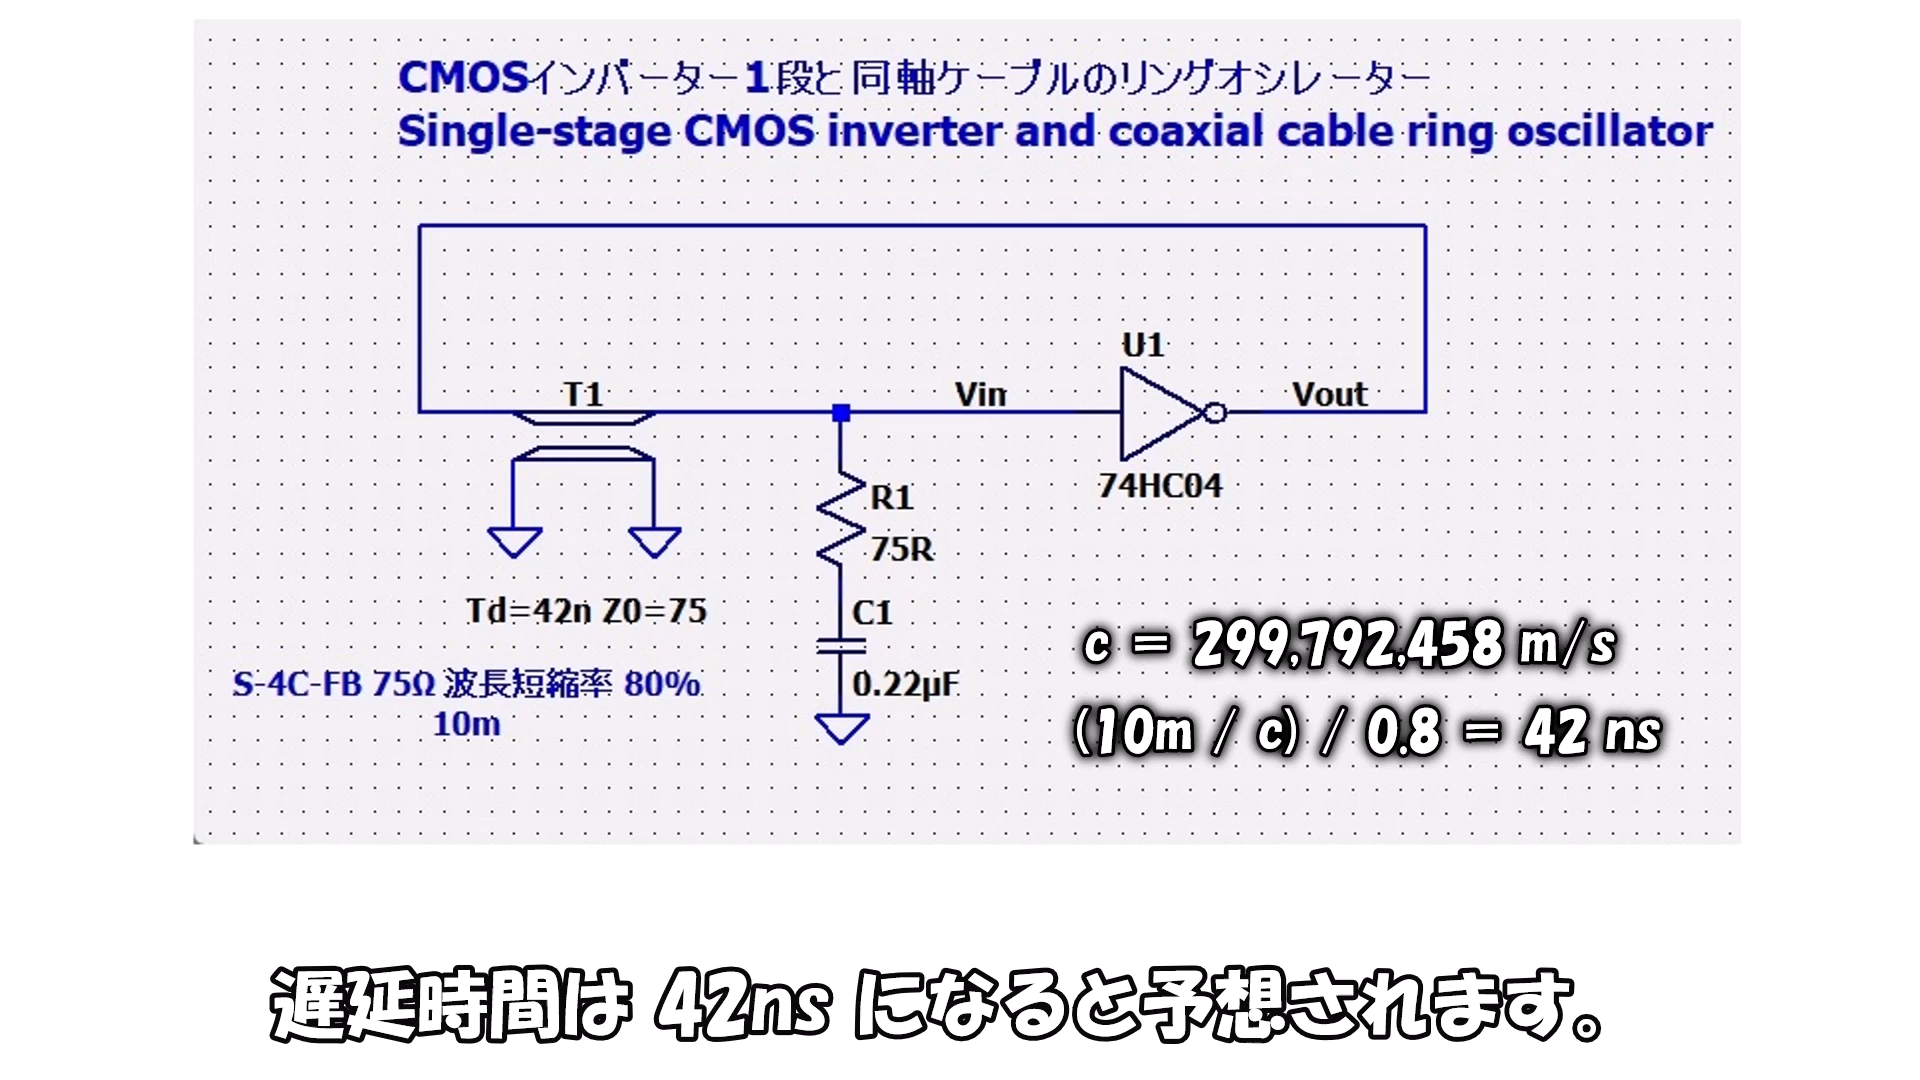 CMOSインバーター1段と同軸ケーブルのリングオシレーター
Single-stage CMOS inverter and coaxial cable ring oscillator
U1
T1
Vin
Vout
74HC04
R1
75R
Td=42n Z0=75
C1
0.22µF
S-4C-FB 75Ω 波長短縮率 80%
10m
c = 299,792,458 m/s
(10m / c) / 0.8 = 42 ns
遅延時間は 42ns になると予想されます。